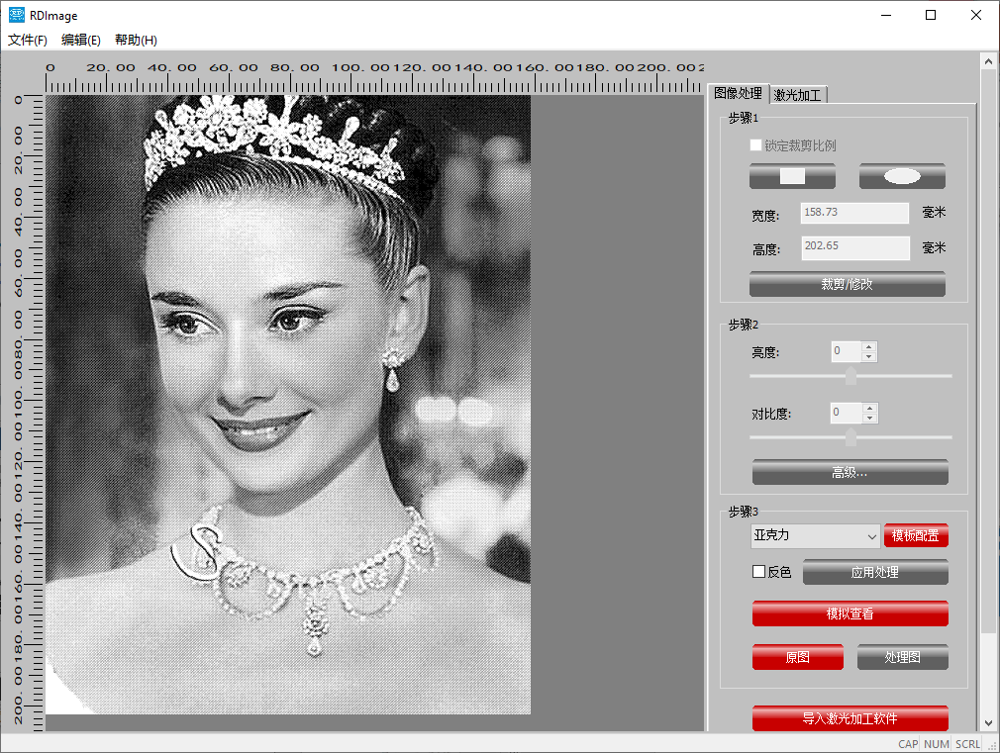 RDImage
文件(F) 编辑(E) 帮助(H)
0 20.00 40.00 60.00 80.00 100.00 120.00 140.00 160.00 180.00 200.00 2
0 20.00 40.00 60.00 80.00 100.00 120.00 140.00 160.00 180.00 200.00
图像处理 激光加工
步骤1
锁定裁剪比例
宽度: 158.73 毫米
高度: 202.65 毫米
裁剪/修改
步骤2
亮度: 0
对比度: 0
高级...
步骤3
亚克力 模板配置
反色 应用处理
模拟查看
原图 处理图
导入激光加工软件
CAP NUM SCRL